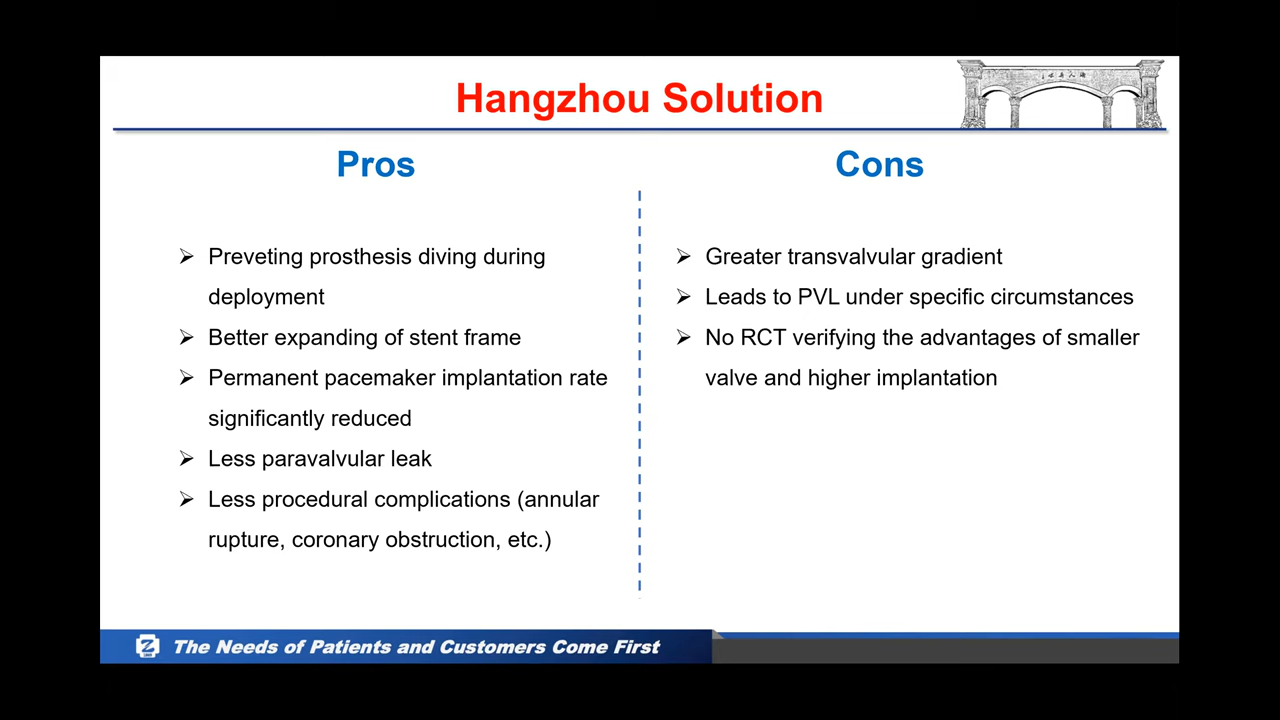 Hangzhou Solution
Pros
Preveting prosthesis diving during
deployment
Better expanding of stent frame
Permanent pacemaker implantation rate
significantly reduced
Less paravalvular leak
Less procedural complications (annular
rupture, coronary obstruction, etc.)
Cons
Greater transvalvular gradient
Leads to PVL under specific circumstances
No RCT verifying the advantages of smaller
valve and higher implantation
The Needs of Patients and Customers Come First